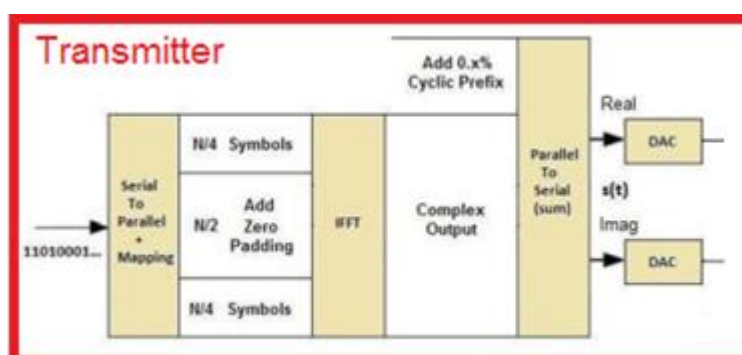 Transmitter
Add 0.x%
Cyclic Prefix
Real
N/4 Symbols
DAC
Serial
To
Parallel
+
Mapping
11010001...
N/2
Add
Zero
Padding
IFFT
Complex
Output
Parallel
To
Serial
(sum)
s(t)
Imag
DAC
N/4 Symbols